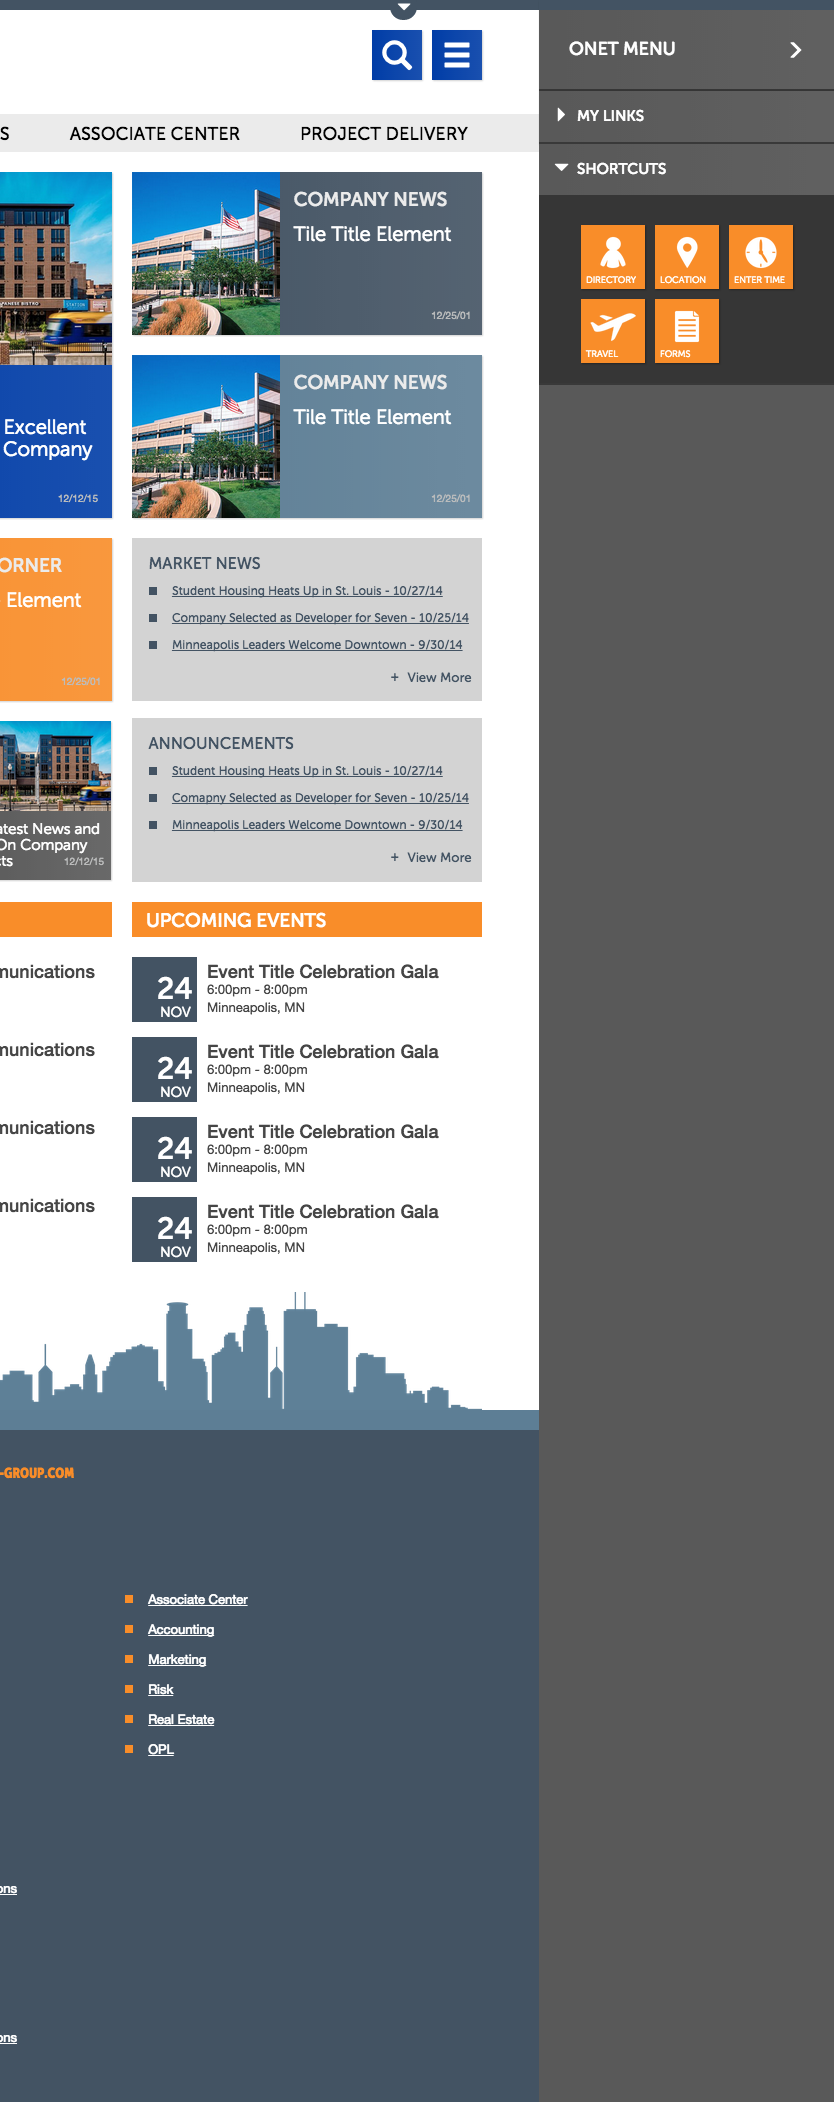 ONET MENU
MY LINKS
SHORTCUTS
DIRECTORY
LOCATION
ENTER TIME
TRAVEL
FORMS
S
ASSOCIATE CENTER
PROJECT DELIVERY
STATION
Excellent
Company
12/12/15
COMPANY NEWS
Tile Title Element
12/25/01
COMPANY NEWS
Tile Title Element
12/25/01
ORNER
Element
12/25/01
MARKET NEWS
Student Housing Heats Up in St. Louis - 10/27/14
Company Selected as Developer for Seven - 10/25/14
Minneapolis Leaders Welcome Downtown - 9/30/14
+ View More
atest News and
On Company
ts
12/12/15
ANNOUNCEMENTS
Student Housing Heats Up in St. Louis - 10/27/14
Comapny Selected as Developer for Seven - 10/25/14
Minneapolis Leaders Welcome Downtown - 9/30/14
+ View More
munications
munications
munications
munications
UPCOMING EVENTS
24
NOV
Event Title Celebration Gala
6:00pm - 8:00pm
Minneapolis, MN
24
NOV
Event Title Celebration Gala
6:00pm - 8:00pm
Minneapolis, MN
24
NOV
Event Title Celebration Gala
6:00pm - 8:00pm
Minneapolis, MN
24
NOV
Event Title Celebration Gala
6:00pm - 8:00pm
Minneapolis, MN
-GROUP.COM
Associate Center
Accounting
Marketing
Risk
Real Estate
OPL
ons
ons